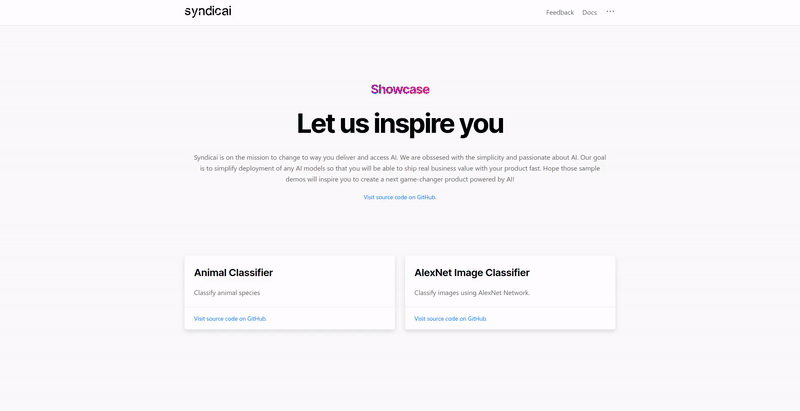 syndicai
Feedback Docs ...
Showcase
Let us inspire you
Syndicai is on the mission to change to way you deliver and access AI. We are obssesed with the simplicity and passionate about AI. Our goal
is to simplify deployment of any AI models so that you will be able to ship real business value with your product fast. Hope those sample
demos will inspire you to create a next game-changer product powered by AI!
Visit source code on GitHub.
Animal Classifier
Classify animal species
Visit source code on GitHub.
AlexNet Image Classifier
Classify images using AlexNet Network.
Visit source code on GitHub.